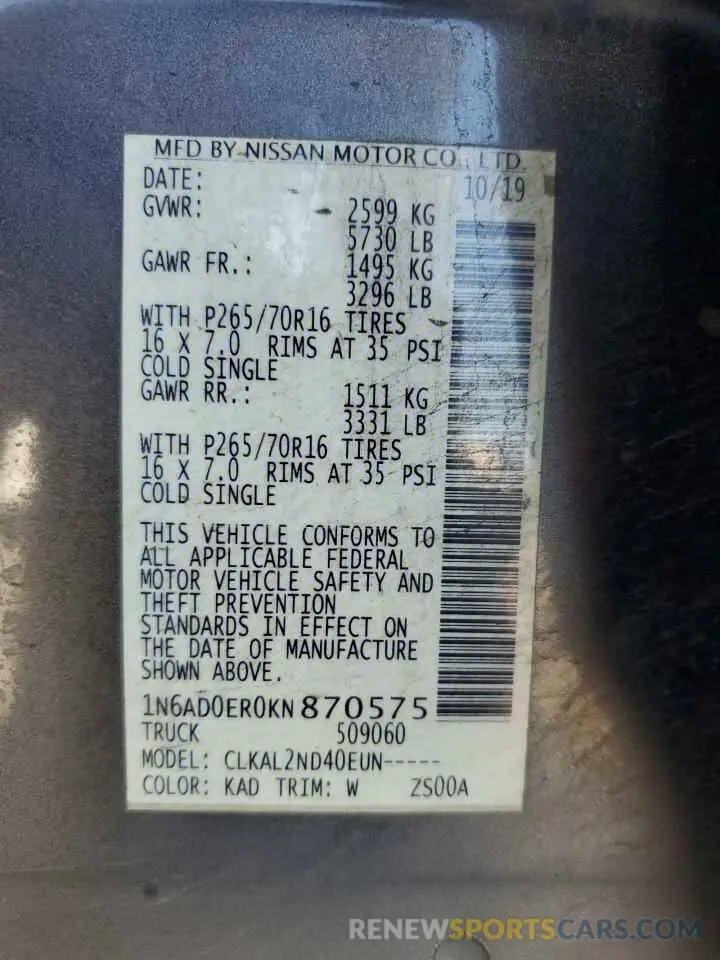 MFD BY NISSAN MOTOR CO., LTD.
DATE: 10/19
GVWR: 2599 KG
5730 LB
GAWR FR.: 1495 KG
3296 LB
WITH P265/70R16 TIRES
16 X 7.0 RIMS AT 35 PSI
COLD SINGLE
GAWR RR.: 1511 KG
3331 LB
WITH P265/70R16 TIRES
16 X 7.0 RIMS AT 35 PSI
COLD SINGLE
THIS VEHICLE CONFORMS TO
ALL APPLICABLE FEDERAL
MOTOR VEHICLE SAFETY AND
THEFT PREVENTION
STANDARDS IN EFFECT ON
THE DATE OF MANUFACTURE
SHOWN ABOVE.
1N6AD0ER0KN870575
TRUCK 509060
MODEL: CLKAL2ND40EUN-----
COLOR: KAD TRIM: W ZS00A
RENEWSPORTSCARS.COM